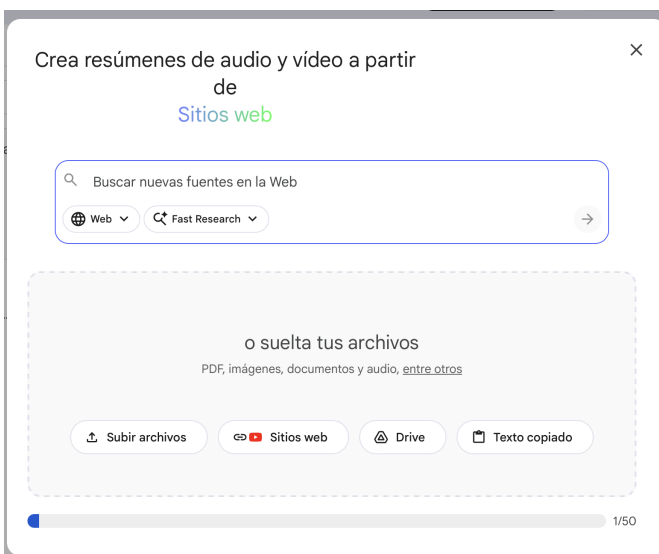 Crea resúmenes de audio y vídeo a partir
de
Sitios web
Buscar nuevas fuentes en la Web
Web
Fast Research
o suelta tus archivos
PDF, imágenes, documentos y audio, entre otros
Subir archivos
Sitios web
Drive
Texto copiado
1/50